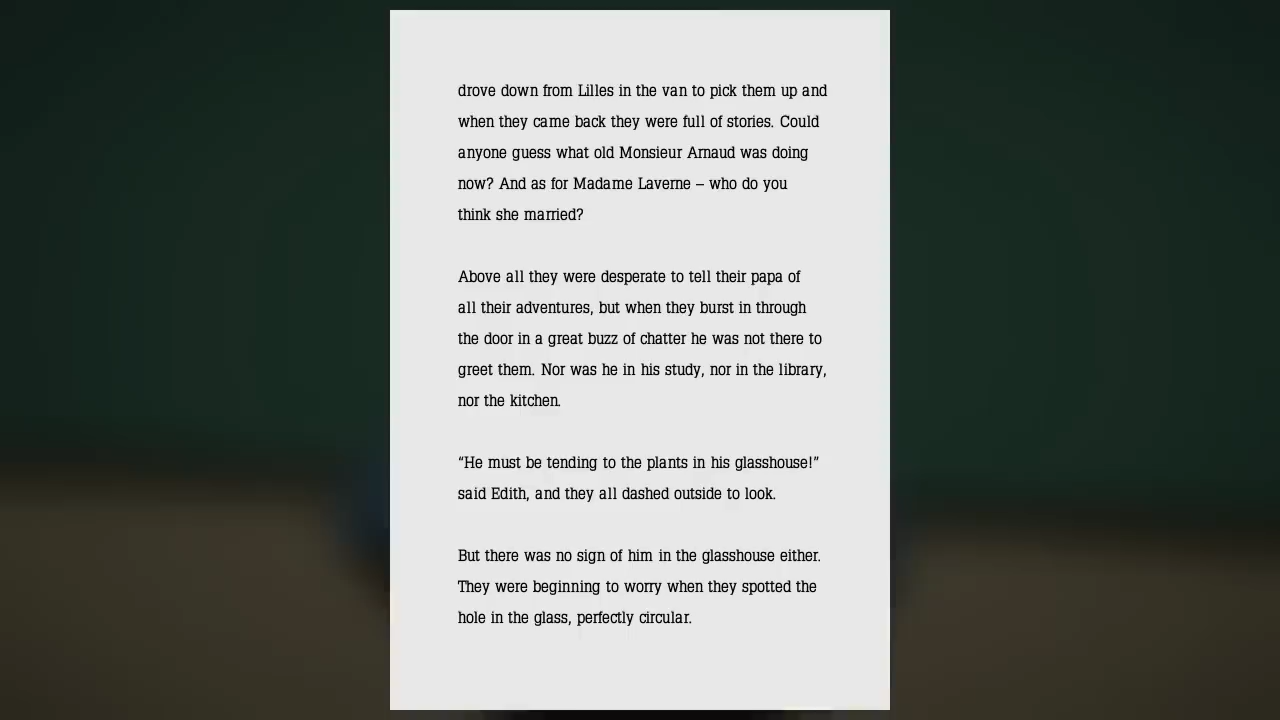 drove down from Lilles in the van to pick them up and
when they came back they were full of stories. Could
anyone guess what old Monsieur Arnaud was doing
now? And as for Madame Laverne – who do you
think she married?
Above all they were desperate to tell their papa of
all their adventures, but when they burst in through
the door in a great buzz of chatter he was not there to
greet them. Nor was he in his study, nor in the library,
nor the kitchen.
“He must be tending to the plants in his glasshouse!”
said Edith, and they all dashed outside to look.
But there was no sign of him in the glasshouse either.
They were beginning to worry when they spotted the
hole in the glass, perfectly circular.